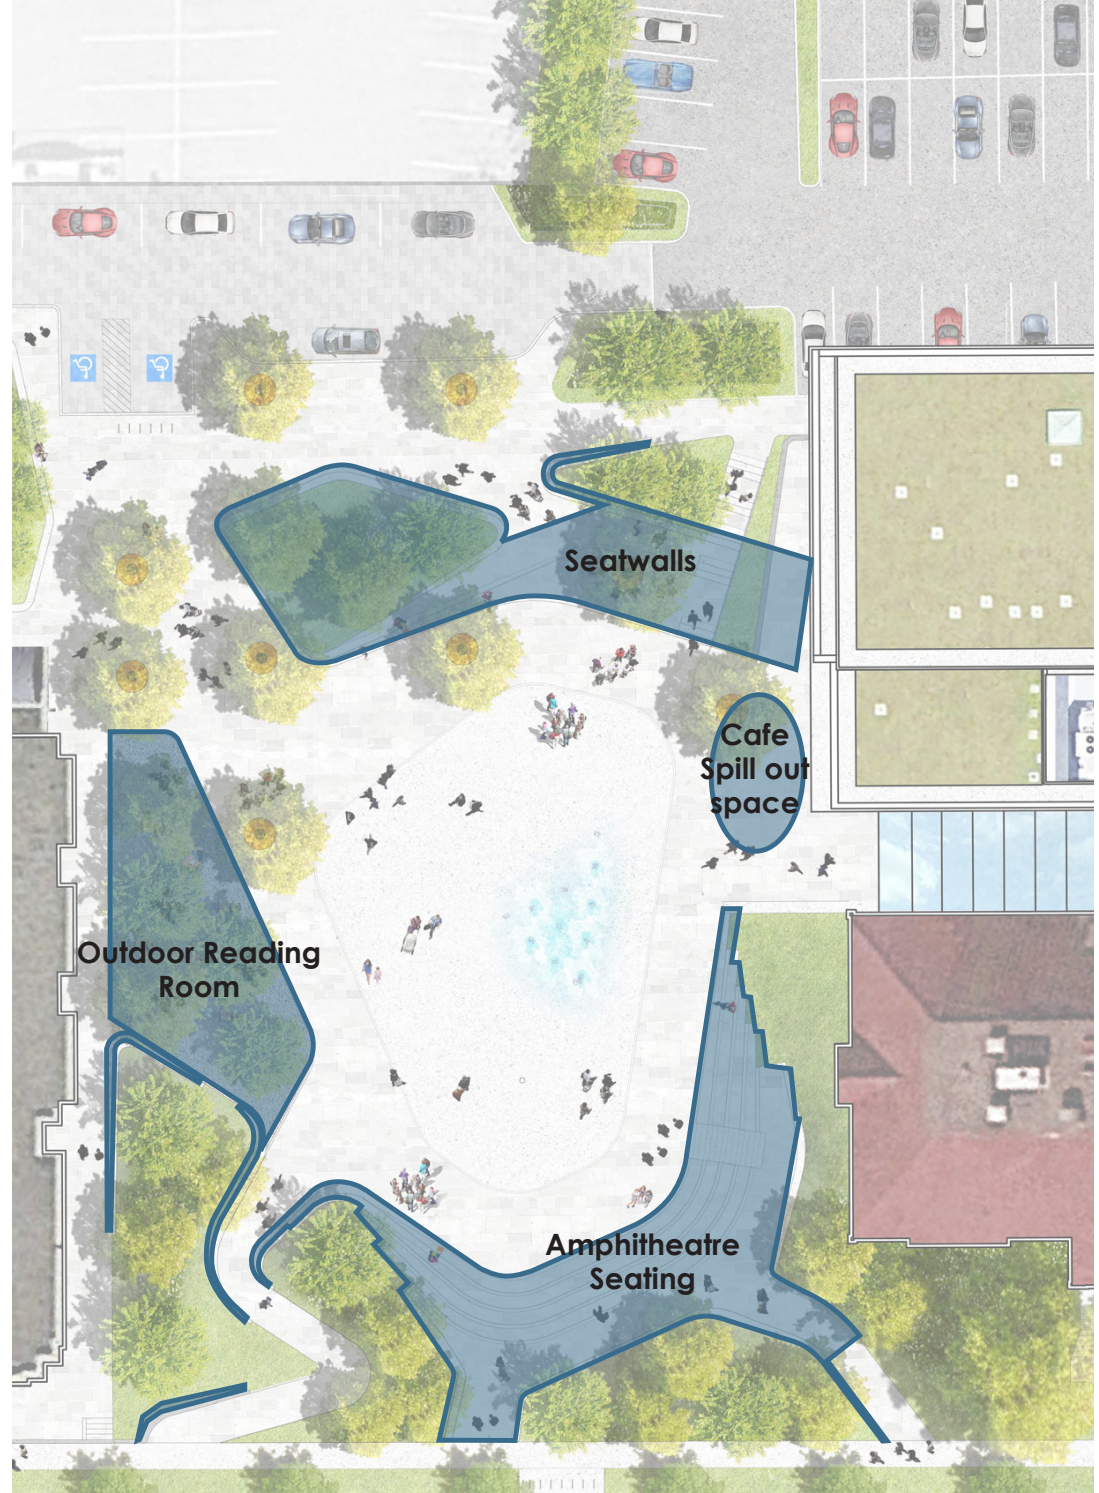 Seatwalls
Cafe
Spill out
space
Outdoor Reading
Room
Amphitheatre
Seating